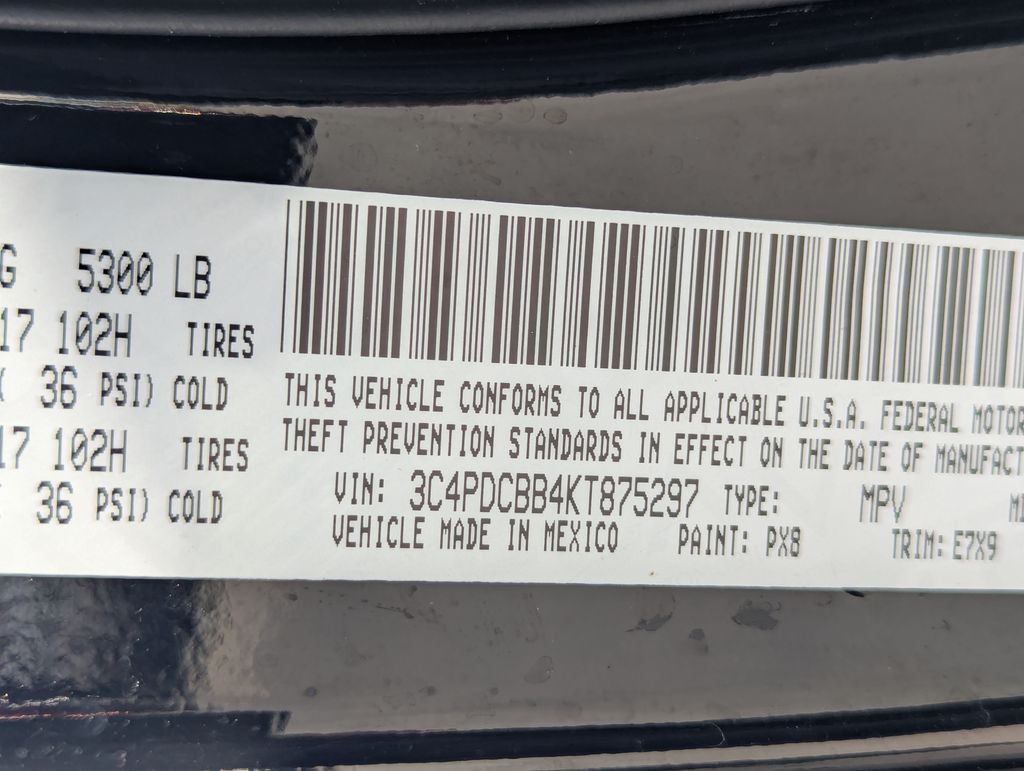 G 5300 LB
17 102H TIRES
( 36 PSI) COLD
17 102H TIRES
( 36 PSI) COLD
THIS VEHICLE CONFORMS TO ALL APPLICABLE U.S.A. FEDERAL MOTOR
THEFT PREVENTION STANDARDS IN EFFECT ON THE DATE OF MANUFACT
VIN: 3C4PDCBB4KT875297 TYPE: MPV
VEHICLE MADE IN MEXICO PAINT: PX8 TRIM: E7X9